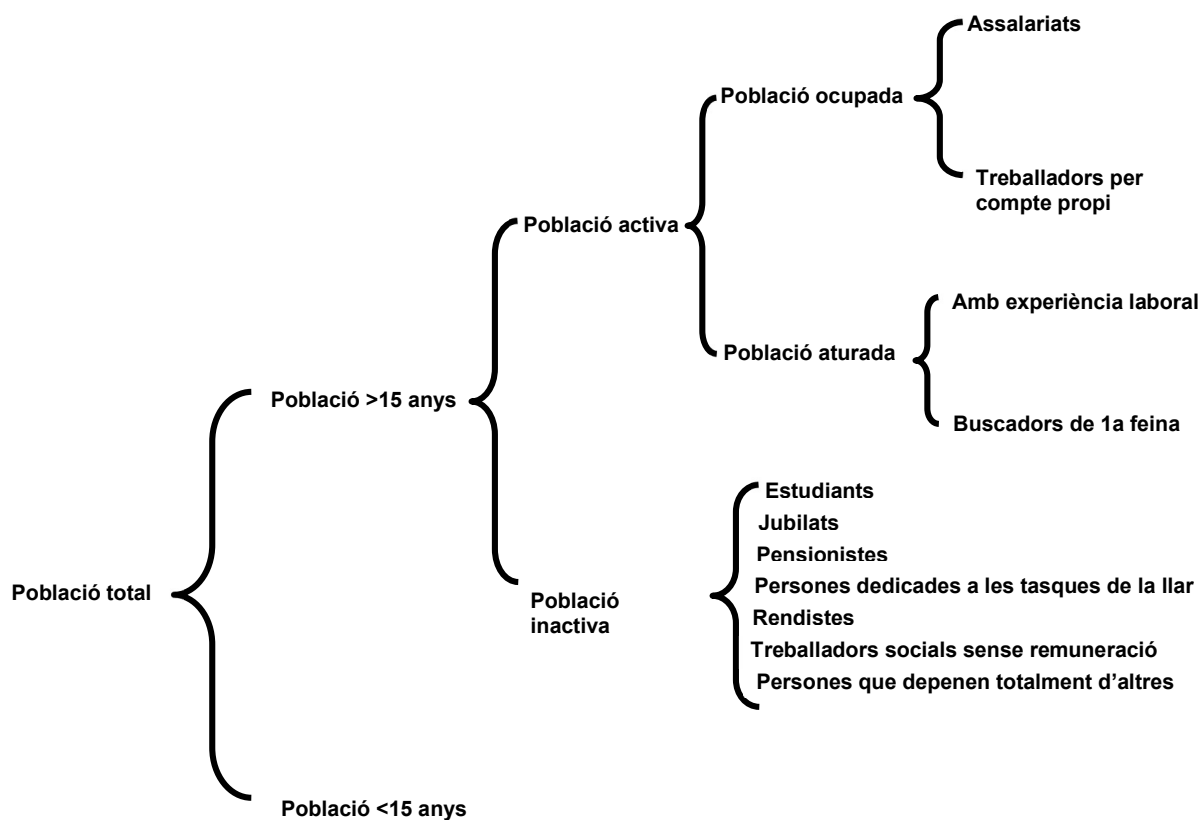 Assalariats
Població ocupada
Treballadors per
compte propi
Població activa
Amb experiència laboral
Població aturada
Població >15 anys
Buscadors de 1a feina
Estudiants
Jubilats
Pensionistes
Persones dedicades a les tasques de la llar
Població total
Població
inactiva
Rendistes
Treballadors socials sense remuneració
Persones que depenen totalment d’altres
Població <15 anys